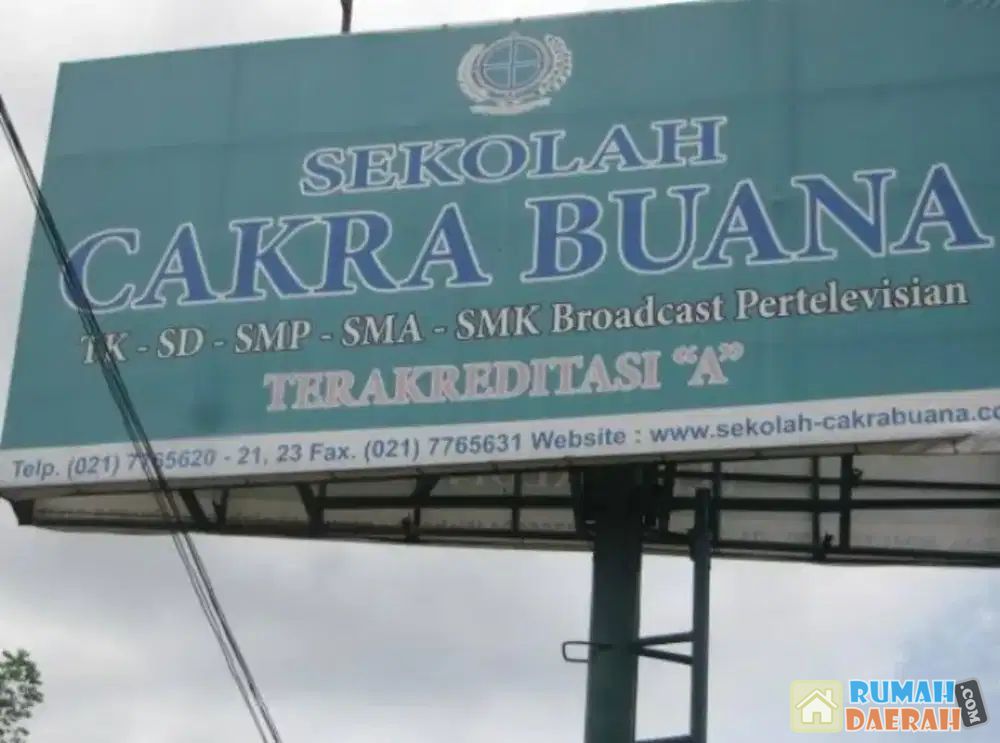 SEKOLAH
CAKRA BUANA
TK - SD - SMP - SMA - SMK Broadcast Pertelevisian
TERAKREDITASI “A”
Telp. (021) 7765620 - 21, 23 Fax. (021) 7765631 Website : www.sekolah-cakrabuana.co
RUMAH
DAERAH
.COM